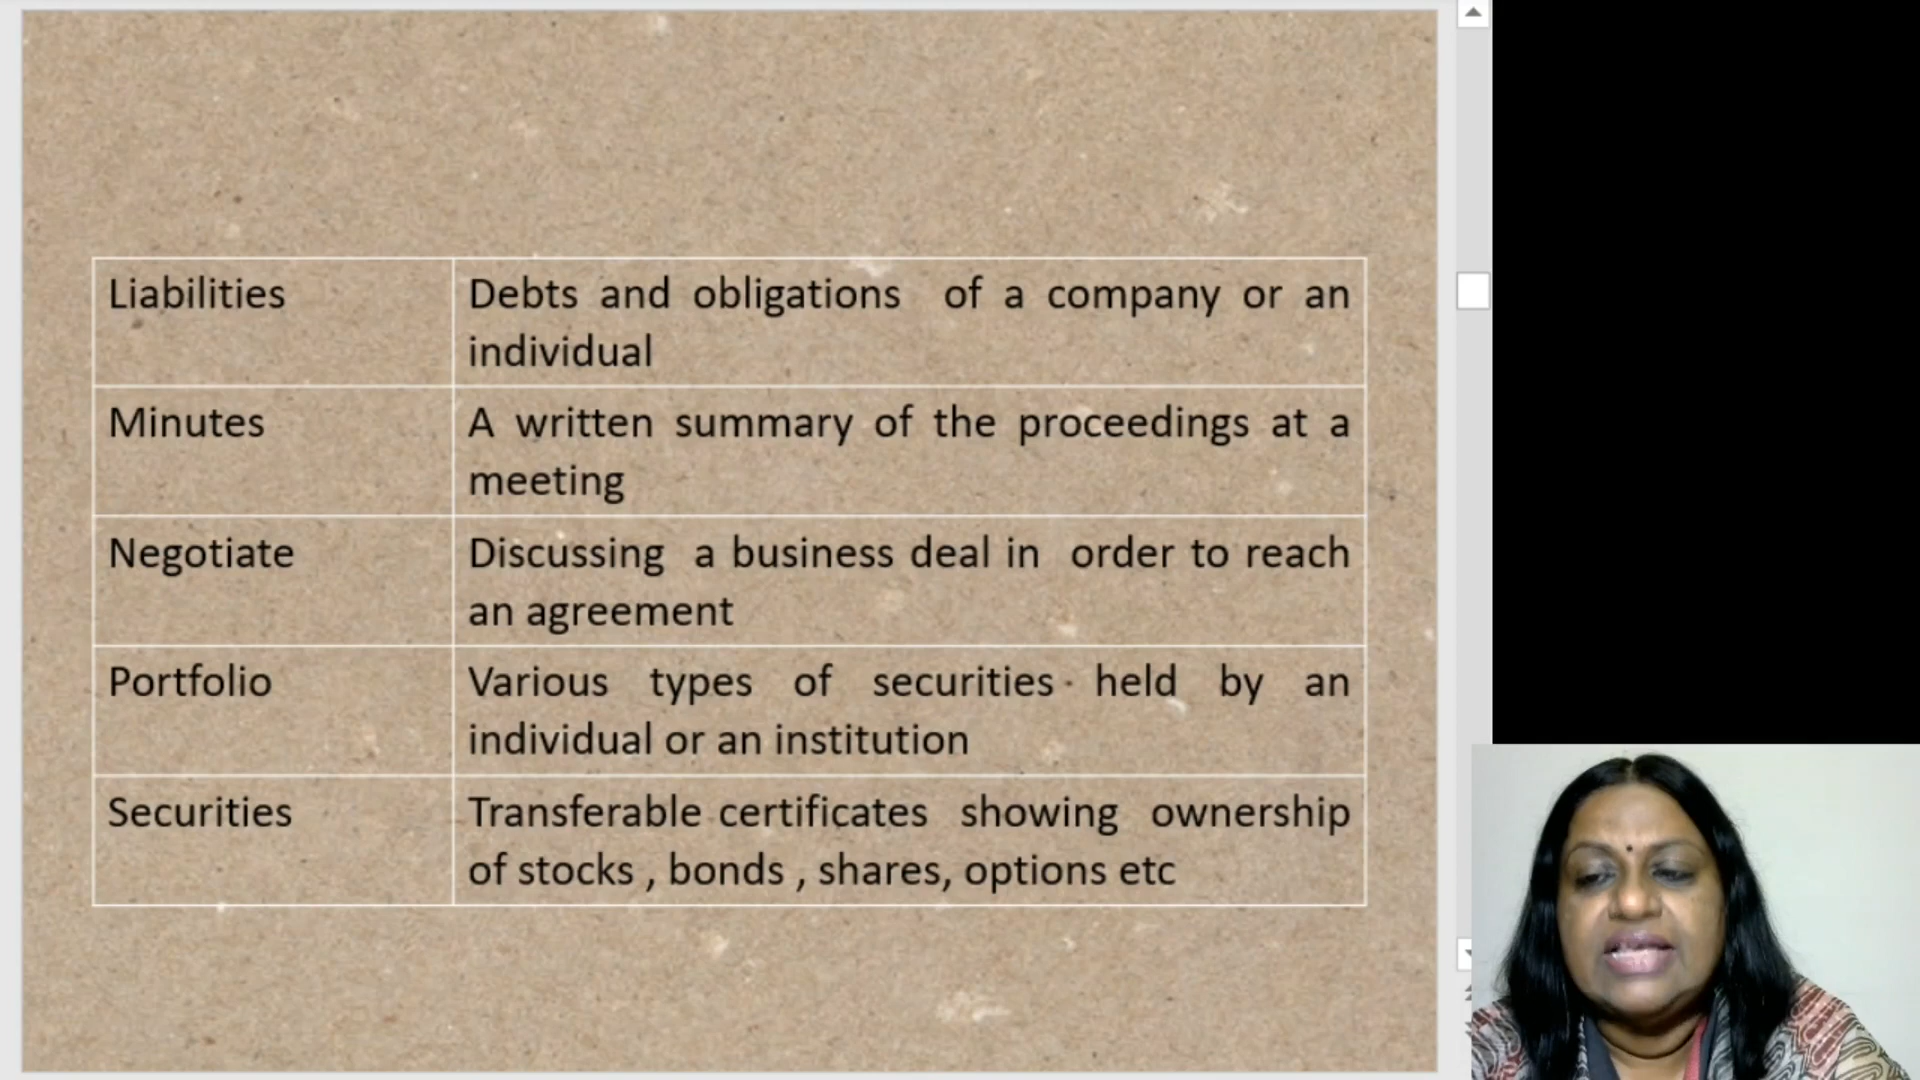 Liabilities
Debts and obligations of a company or an
individual
Minutes
A written summary of the proceedings at a
meeting
Negotiate
Discussing a business deal in order to reach
an agreement
Portfolio
Various types of securities held by an
individual or an institution
Securities
Transferable certificates showing ownership
of stocks , bonds , shares, options etc